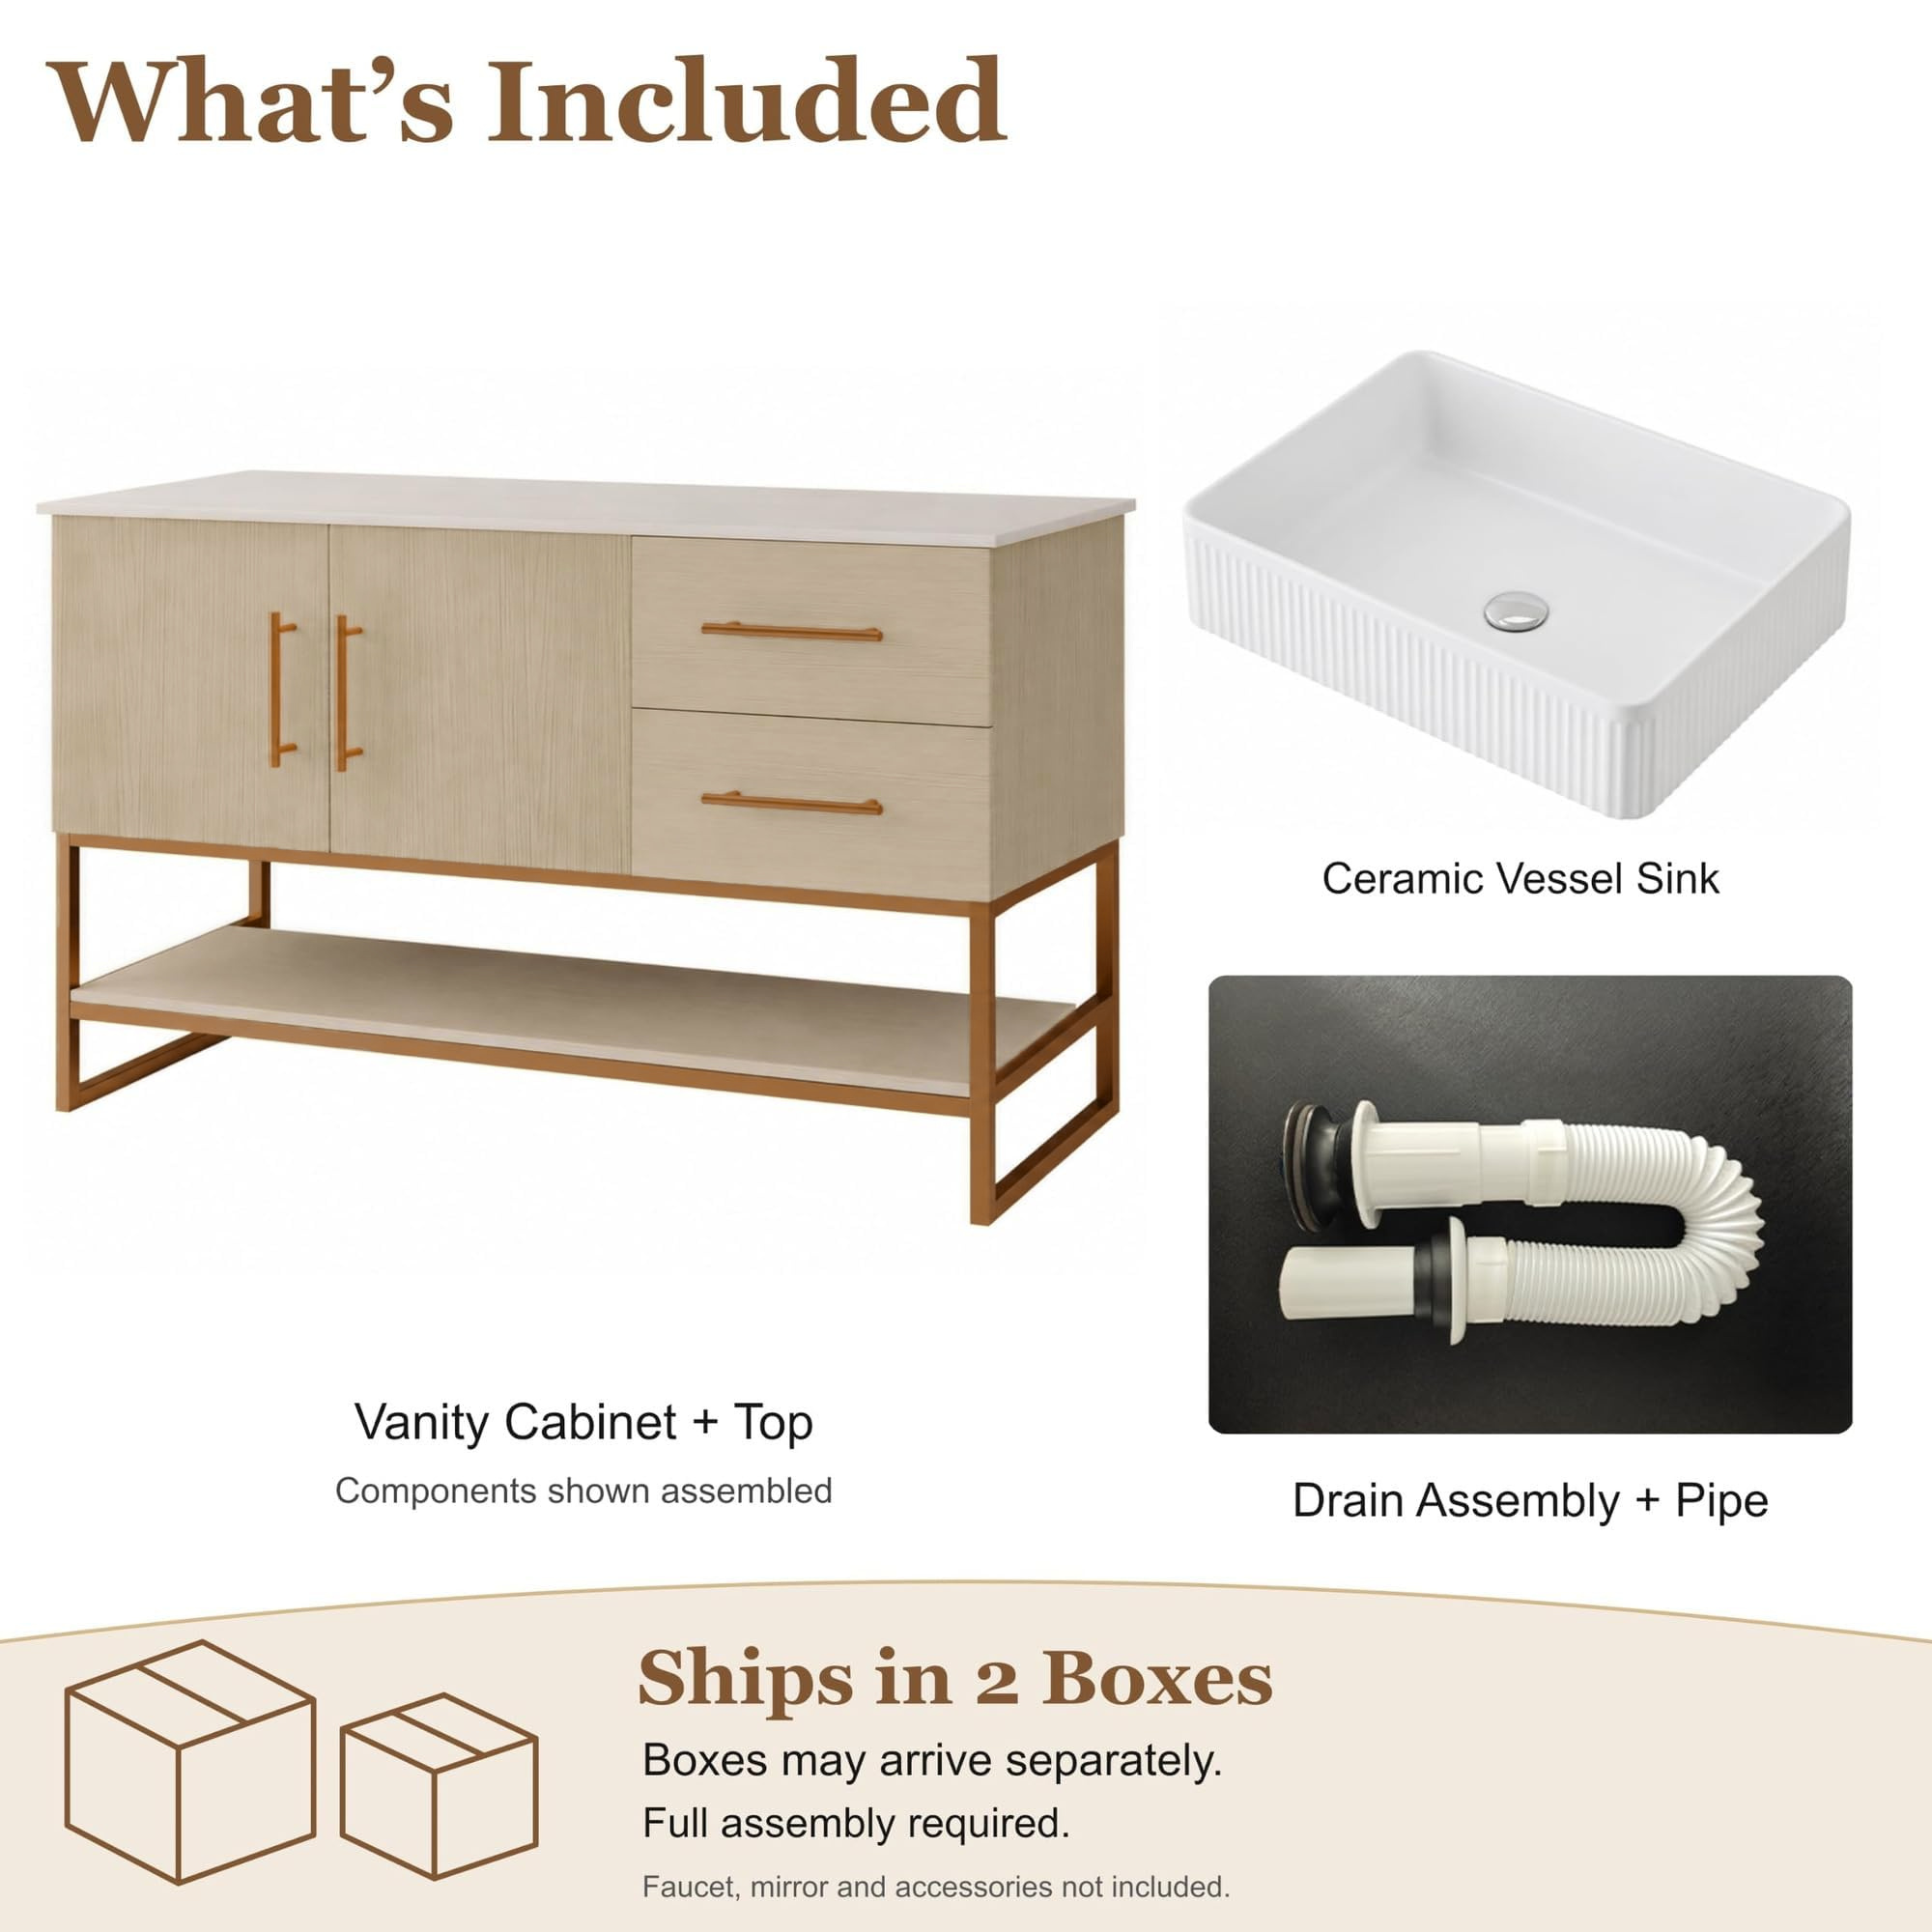 What's Included
Ceramic Vessel Sink
Vanity Cabinet + Top
Components shown assembled
Drain Assembly + Pipe
Ships in 2 Boxes
Boxes may arrive separately.
Full assembly required.
Faucet, mirror and accessories not included.